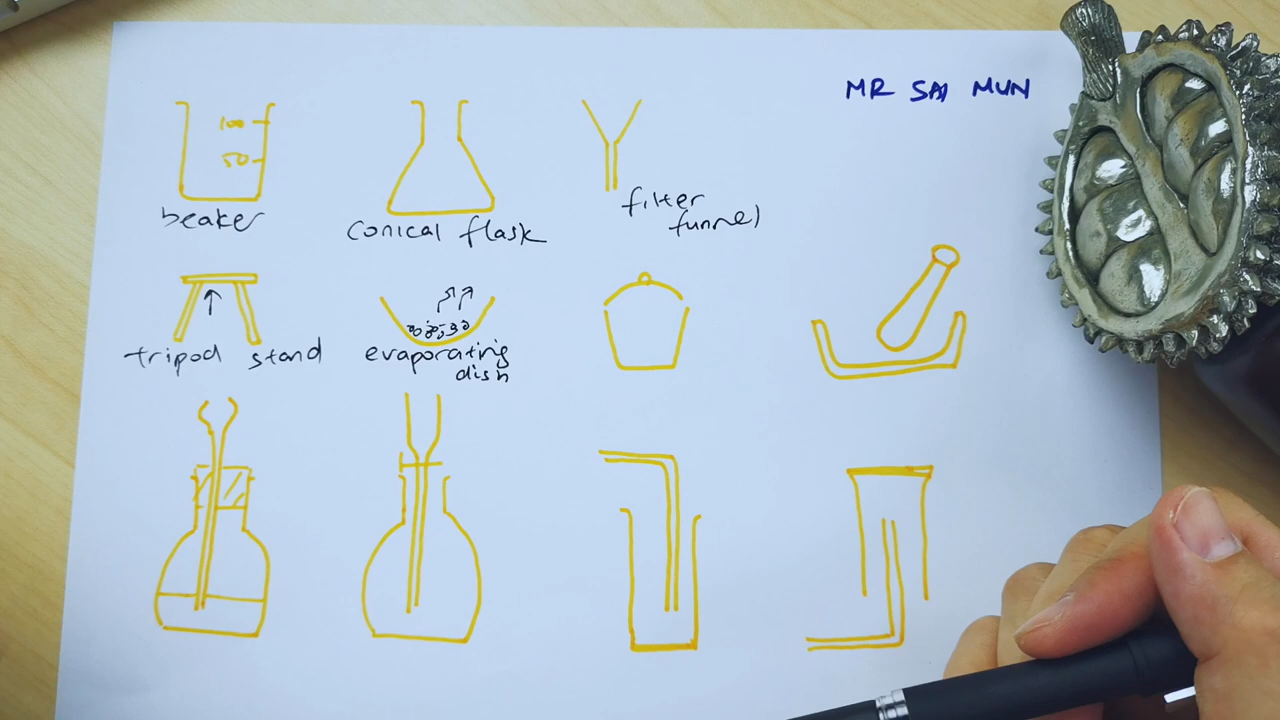 MR SAI MUN
100
50
beaker
conical flask
filter
funnel
tripod stand
evaporating
dish